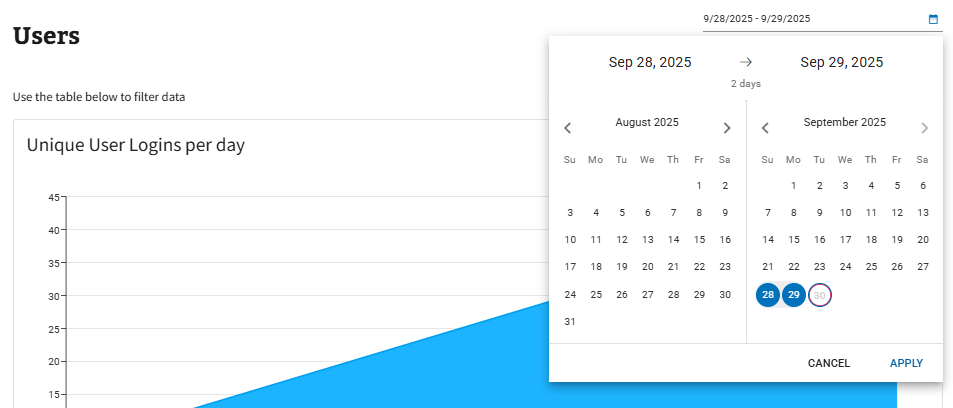 9/28/2025 - 9/29/2025
Users
Sep 28, 2025 → Sep 29, 2025
2 days
Use the table below to filter data
Unique User Logins per day
45
40
35
30
25
20
15
August 2025
Su Mo Tu We Th Fr Sa
1 2
3 4 5 6 7 8 9
10 11 12 13 14 15 16
17 18 19 20 21 22 23
24 25 26 27 28 29 30
31
September 2025
Su Mo Tu We Th Fr Sa
1 2 3 4 5 6
7 8 9 10 11 12 13
14 15 16 17 18 19 20
21 22 23 24 25 26 27
28 29 30
CANCEL APPLY